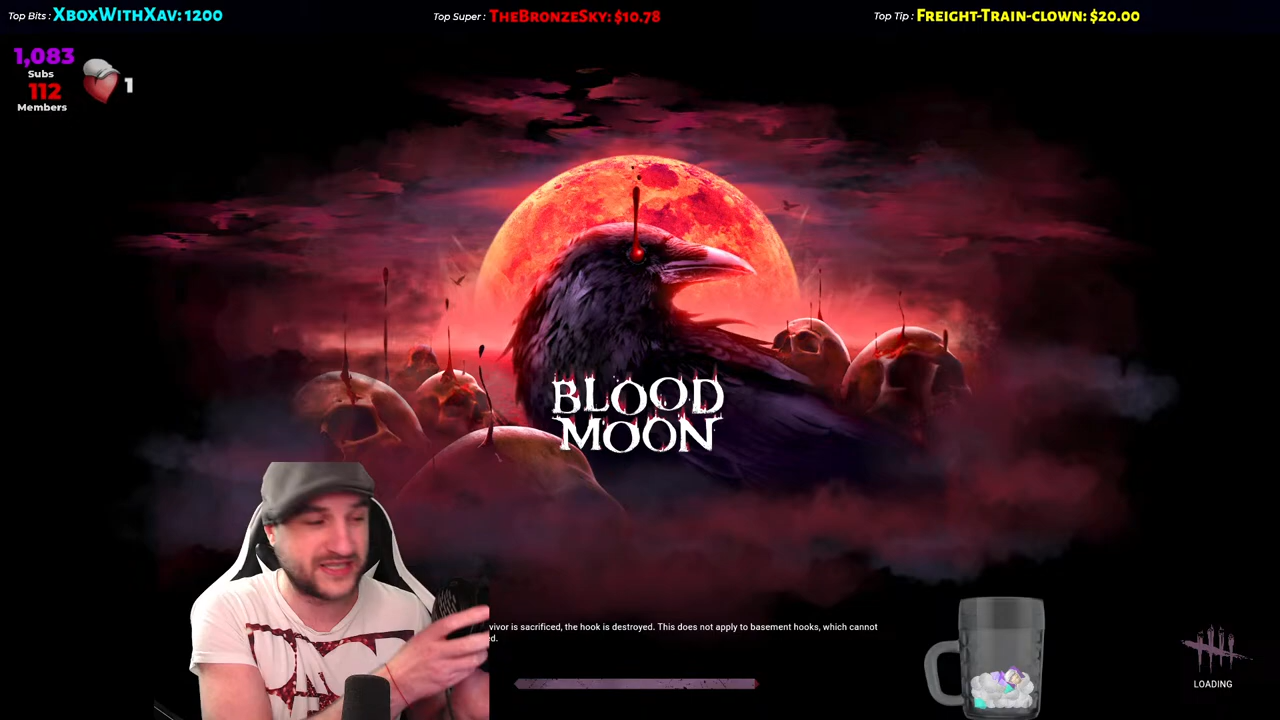 Top Bits : XboxWithXav: 1200
Top Super : TheBronzeSky: $10.78
Top Tip : Freight-Train-clown: $20.00
1,083
Subs
112
Members
1
BLOOD
MOON
vivor is sacrificed, the hook is destroyed. This does not apply to basement hooks, which cannot
ed.
LOADING